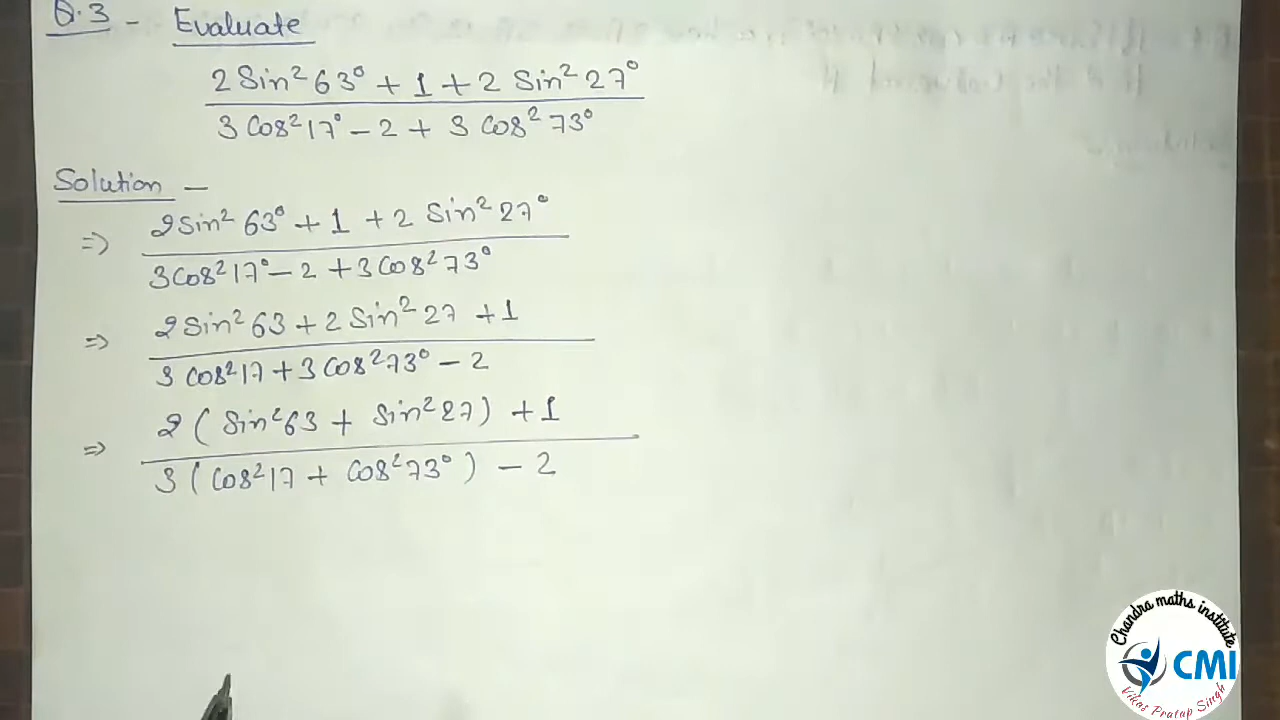 Q.3 - Evaluate
2 Sin² 63° + 1 + 2 Sin² 27°
3 Cos² 17° - 2 + 3 Cos² 73°
Solution -
=> 2 Sin² 63° + 1 + 2 Sin² 27°
3 Cos² 17° - 2 + 3 Cos² 73°
=> 2 Sin² 63 + 2 Sin² 27 + 1
3 Cos² 17 + 3 Cos² 73° - 2
=> 2 ( Sin² 63 + Sin² 27 ) + 1
3 ( Cos² 17 + Cos² 73° ) - 2
Chandra maths institute
CMI
Vikas Pratap Singh